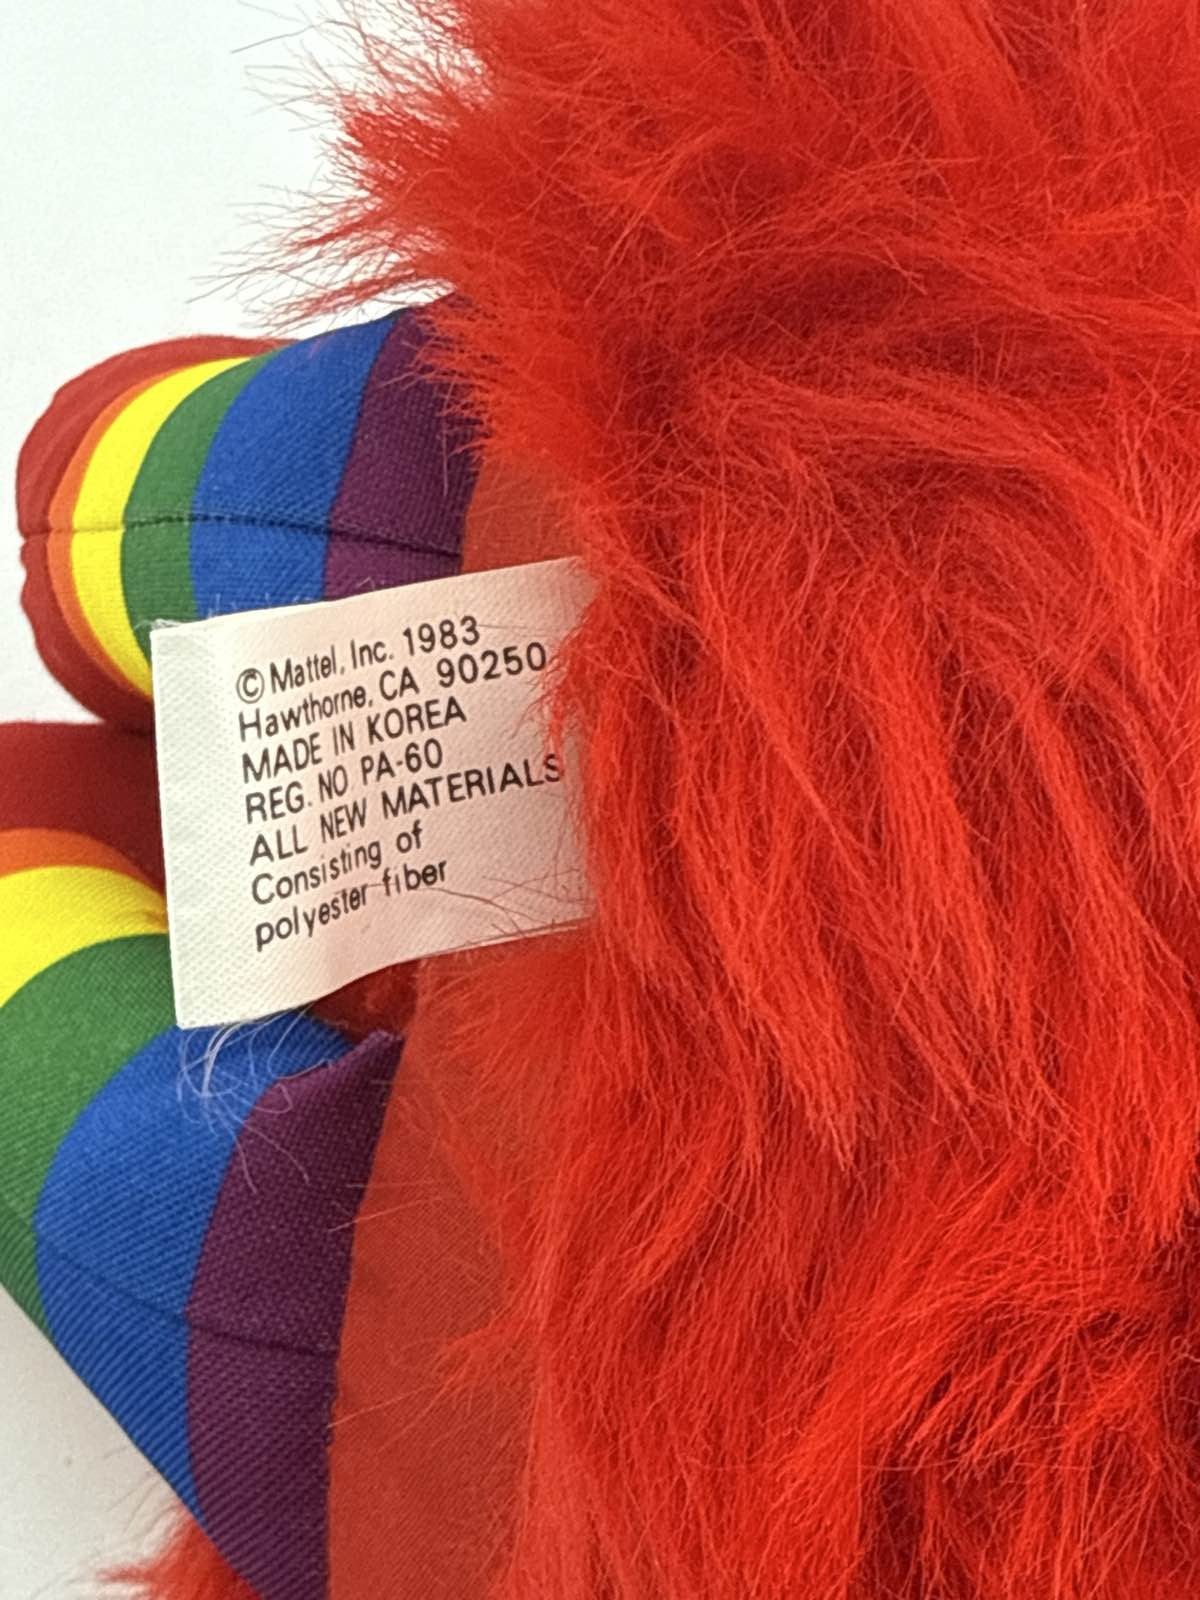 © Mattel, Inc. 1983
Hawthorne, CA 90250
MADE IN KOREA
REG. NO PA-60
ALL NEW MATERIALS
Consisting of
polyester fiber